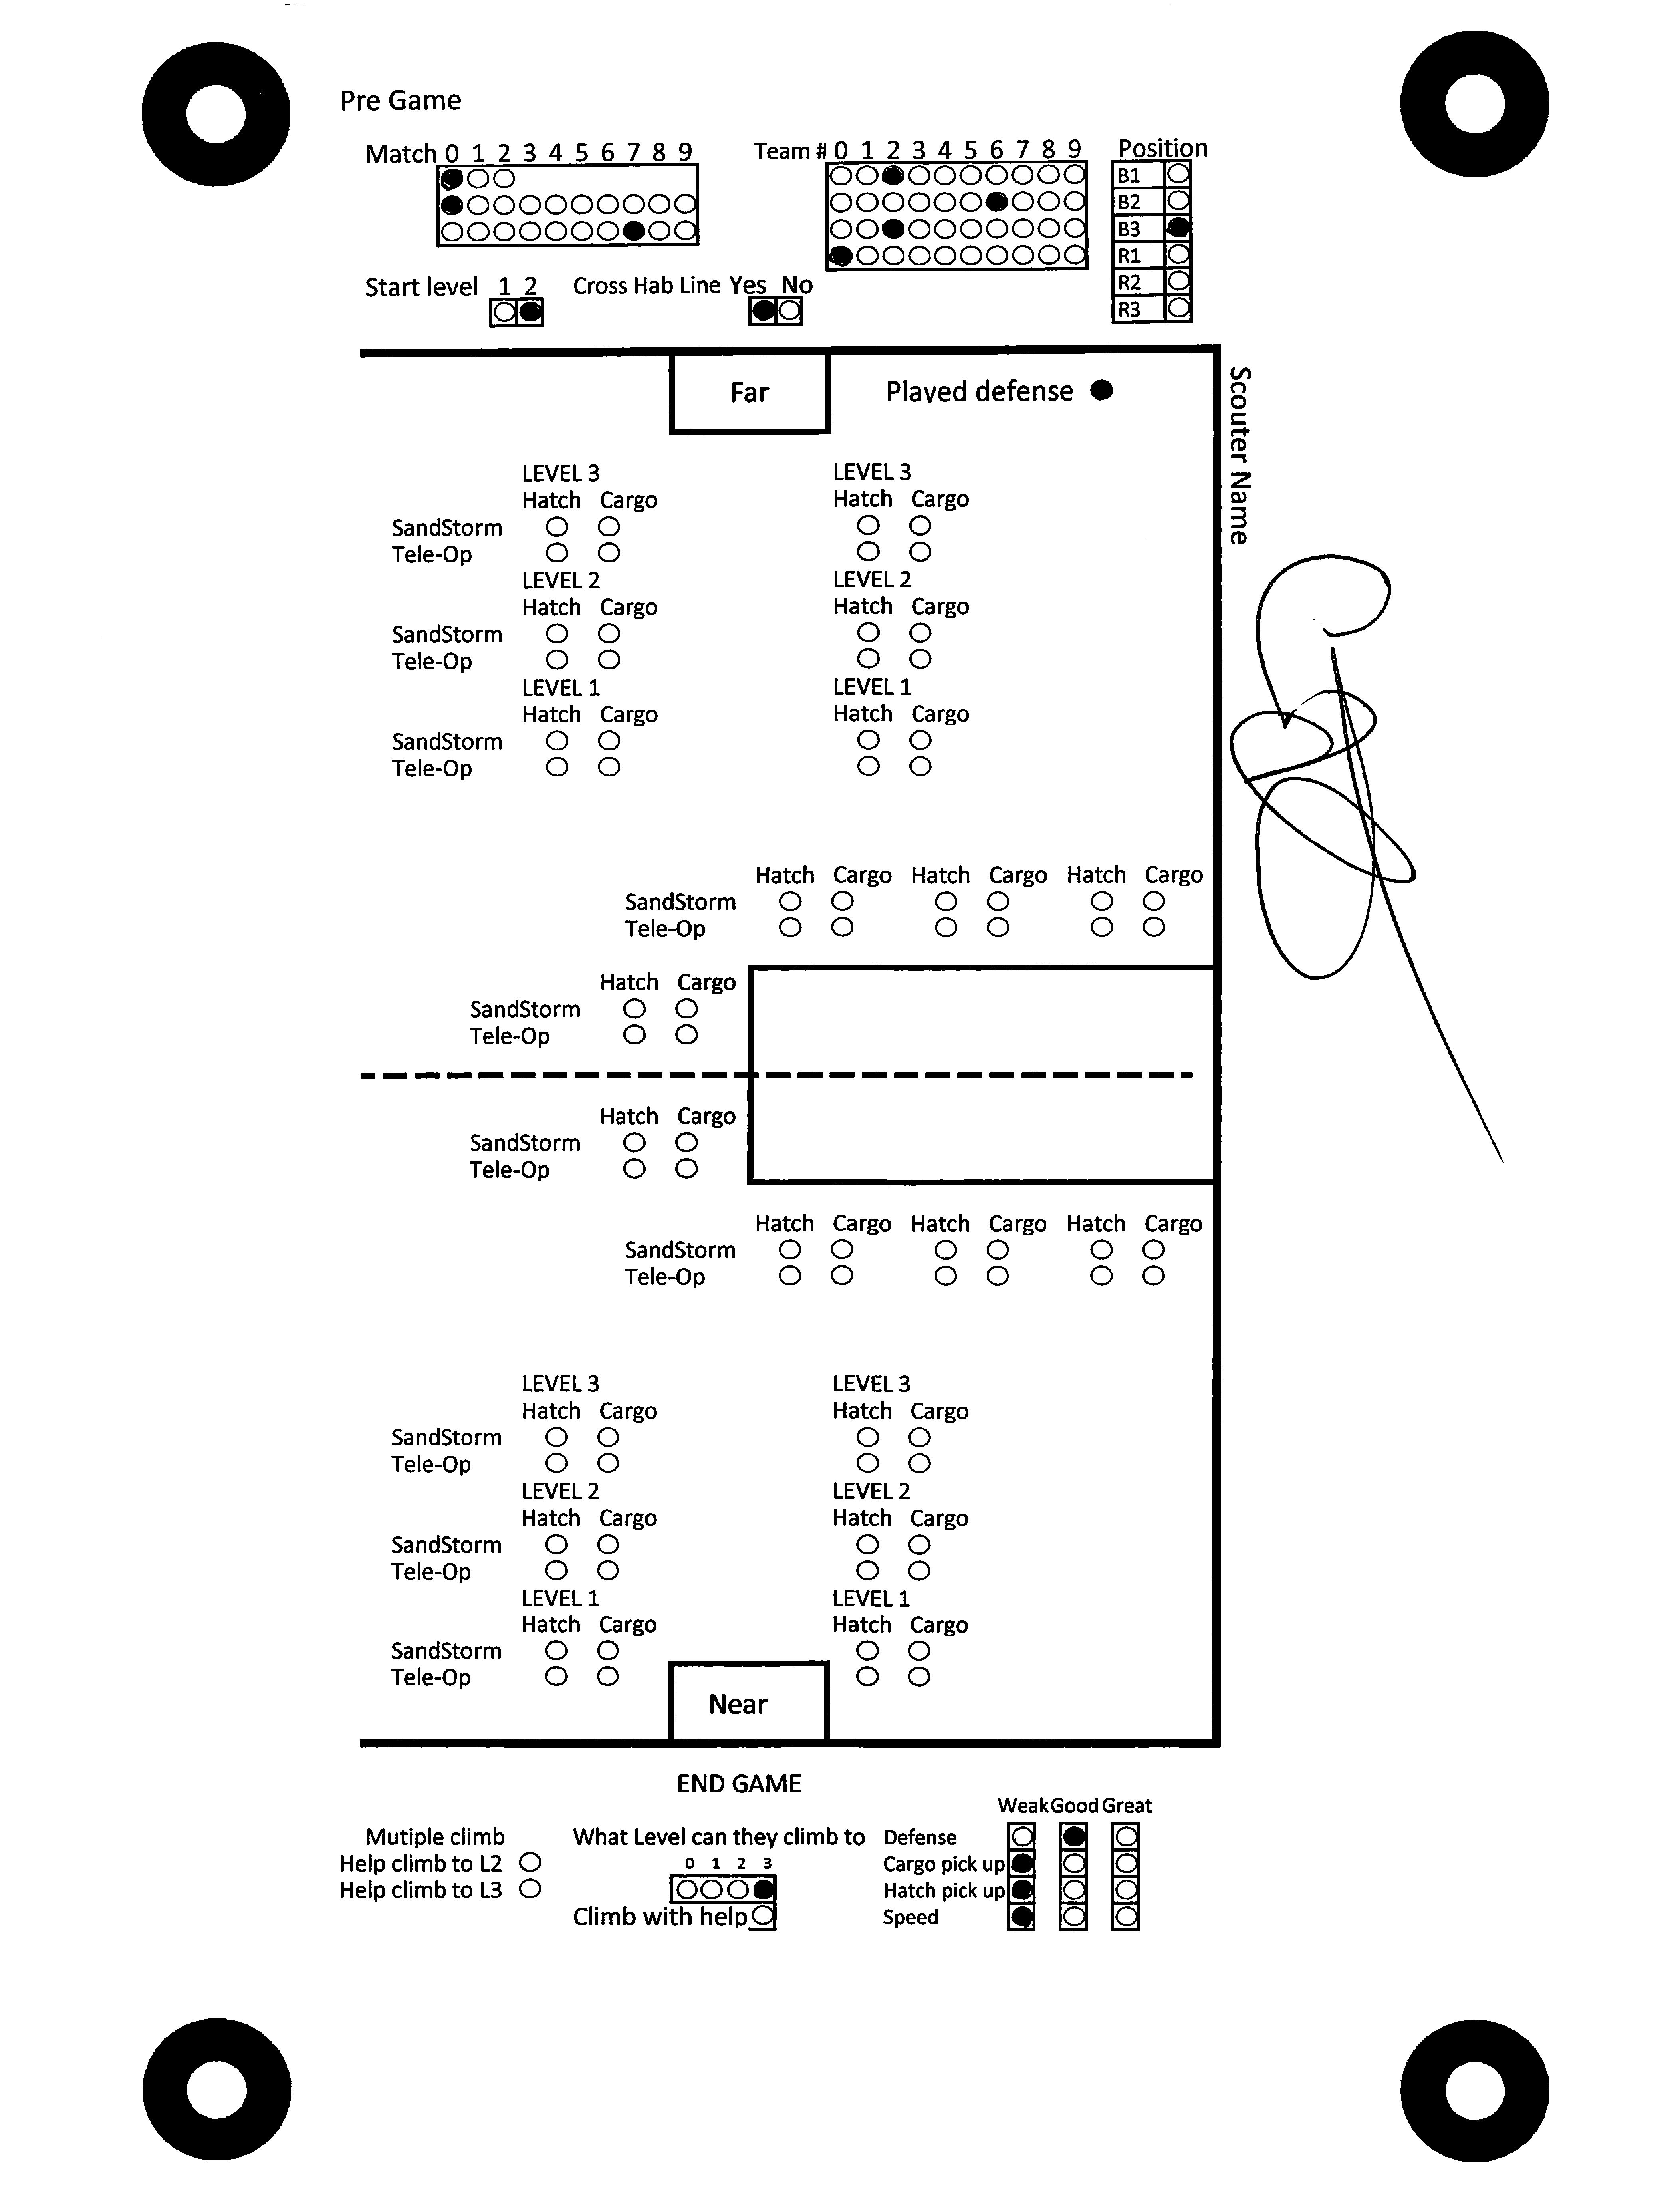 Pre Game
Match 0 1 2 3 4 5 6 7 8 9
Team # 0 1 2 3 4 5 6 7 8 9
Position
B1
B2
B3
R1
R2
R3
Start level 1 2
Cross Hab Line Yes No
Far
Played defense
Scouter Name
LEVEL 3 LEVEL 3
Hatch Cargo Hatch Cargo
SandStorm
Tele-Op
LEVEL 2 LEVEL 2
Hatch Cargo Hatch Cargo
SandStorm
Tele-Op
LEVEL 1 LEVEL 1
Hatch Cargo Hatch Cargo
SandStorm
Tele-Op
Hatch Cargo Hatch Cargo Hatch Cargo
SandStorm
Tele-Op
Hatch Cargo
SandStorm
Tele-Op
Hatch Cargo
SandStorm
Tele-Op
Hatch Cargo Hatch Cargo Hatch Cargo
SandStorm
Tele-Op
LEVEL 3 LEVEL 3
Hatch Cargo Hatch Cargo
SandStorm
Tele-Op
LEVEL 2 LEVEL 2
Hatch Cargo Hatch Cargo
SandStorm
Tele-Op
LEVEL 1 LEVEL 1
Hatch Cargo Hatch Cargo
SandStorm
Tele-Op
Near
END GAME
Weak Good Great
Mutiple climb What Level can they climb to Defense
Help climb to L2 0 1 2 3 Cargo pick up
Help climb to L3 Hatch pick up
Climb with help Speed